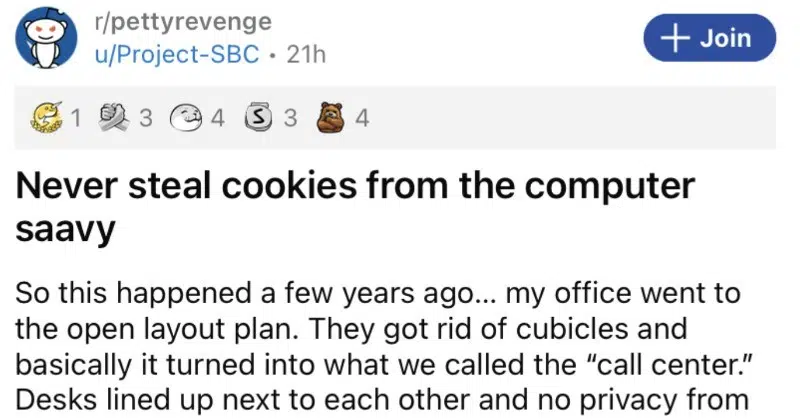 r/pettyrevenge
u/Project-SBC • 21h
+ Join
1 3 4 S 3 4
Never steal cookies from the computer
saavy
So this happened a few years ago... my office went to
the open layout plan. They got rid of cubicles and
basically it turned into what we called the “call center.”
Desks lined up next to each other and no privacy from